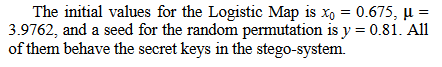 The initial values for the Logistic Map is x₀ = 0.675, μ =
3.9762, and a seed for the random permutation is y = 0.81. All
of them behave the secret keys in the stego-system.